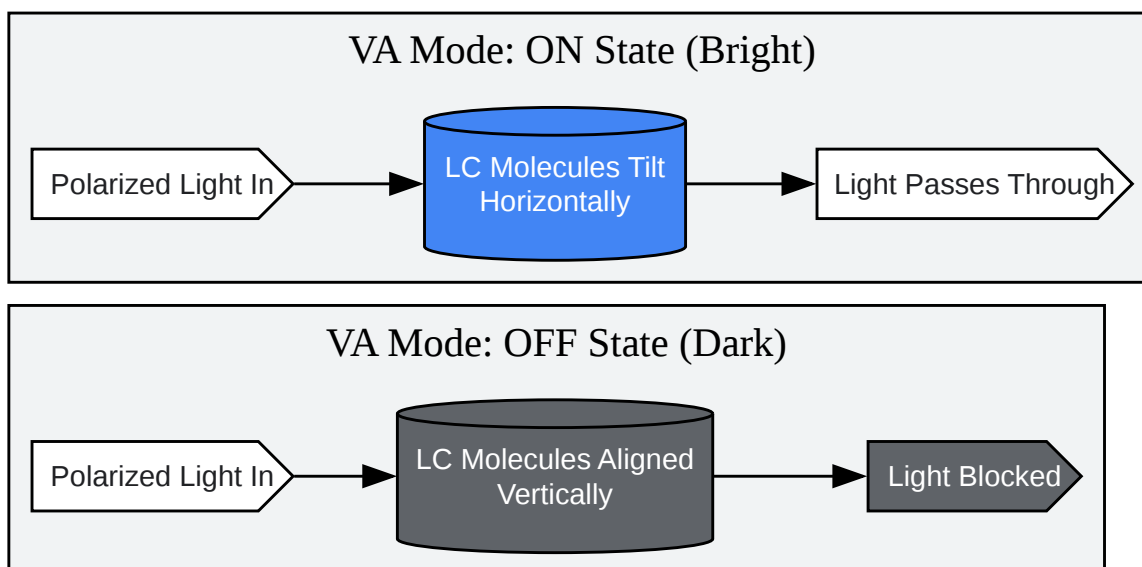 VA Mode: ON State (Bright)
Polarized Light In
LC Molecules Tilt
Horizontally
Light Passes Through
VA Mode: OFF State (Dark)
Polarized Light In
LC Molecules Aligned
Vertically
Light Blocked